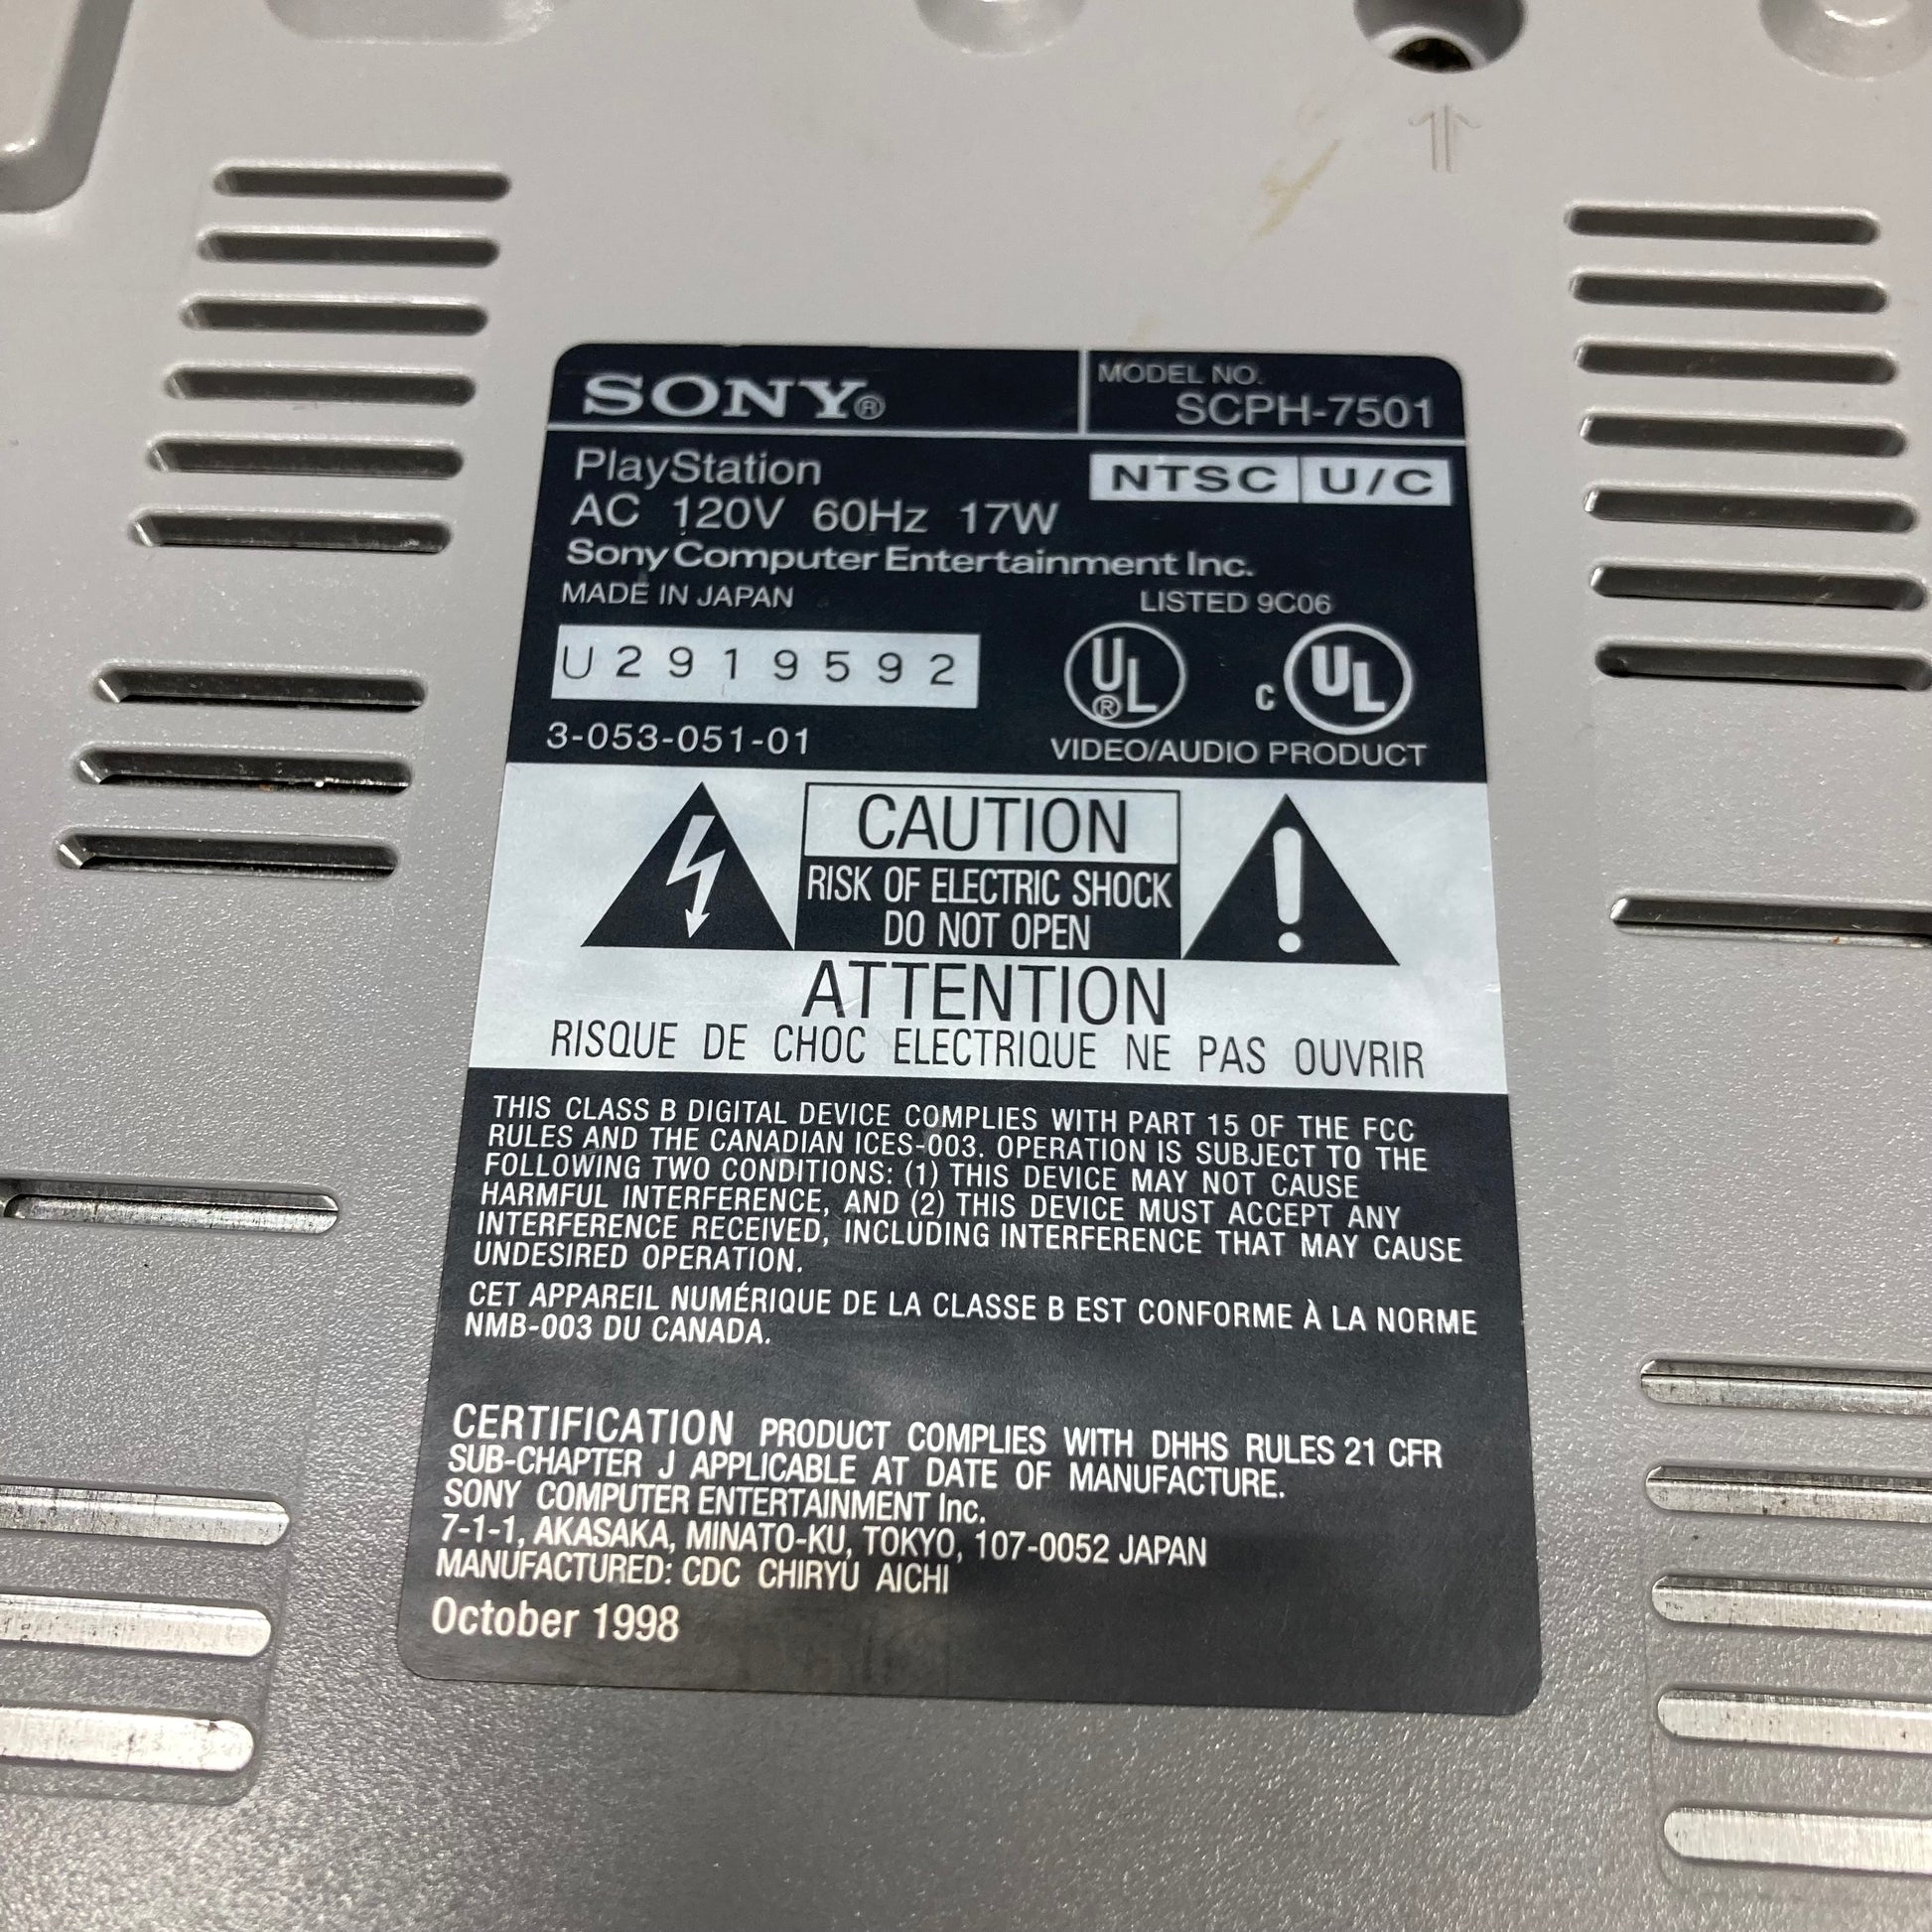 SONY®
MODEL NO.
SCPH-7501
PlayStation
NTSC U/C
AC 120V 60Hz 17W
Sony Computer Entertainment Inc.
MADE IN JAPAN
LISTED 9C06
U2919592
UL® C UL
3-053-051-01
VIDEO/AUDIO PRODUCT
CAUTION
RISK OF ELECTRIC SHOCK
DO NOT OPEN
ATTENTION
RISQUE DE CHOC ELECTRIQUE NE PAS OUVRIR
THIS CLASS B DIGITAL DEVICE COMPLIES WITH PART 15 OF THE FCC
RULES AND THE CANADIAN ICES-003. OPERATION IS SUBJECT TO THE
FOLLOWING TWO CONDITIONS: (1) THIS DEVICE MAY NOT CAUSE
HARMFUL INTERFERENCE, AND (2) THIS DEVICE MUST ACCEPT ANY
INTERFERENCE RECEIVED, INCLUDING INTERFERENCE THAT MAY CAUSE
UNDESIRED OPERATION.
CET APPAREIL NUMÉRIQUE DE LA CLASSE B EST CONFORME À LA NORME
NMB-003 DU CANADA.
CERTIFICATION PRODUCT COMPLIES WITH DHHS RULES 21 CFR
SUB-CHAPTER J APPLICABLE AT DATE OF MANUFACTURE.
SONY COMPUTER ENTERTAINMENT Inc.
7-1-1, AKASAKA, MINATO-KU, TOKYO, 107-0052 JAPAN
MANUFACTURED: CDC CHIRYU AICHI
October 1998